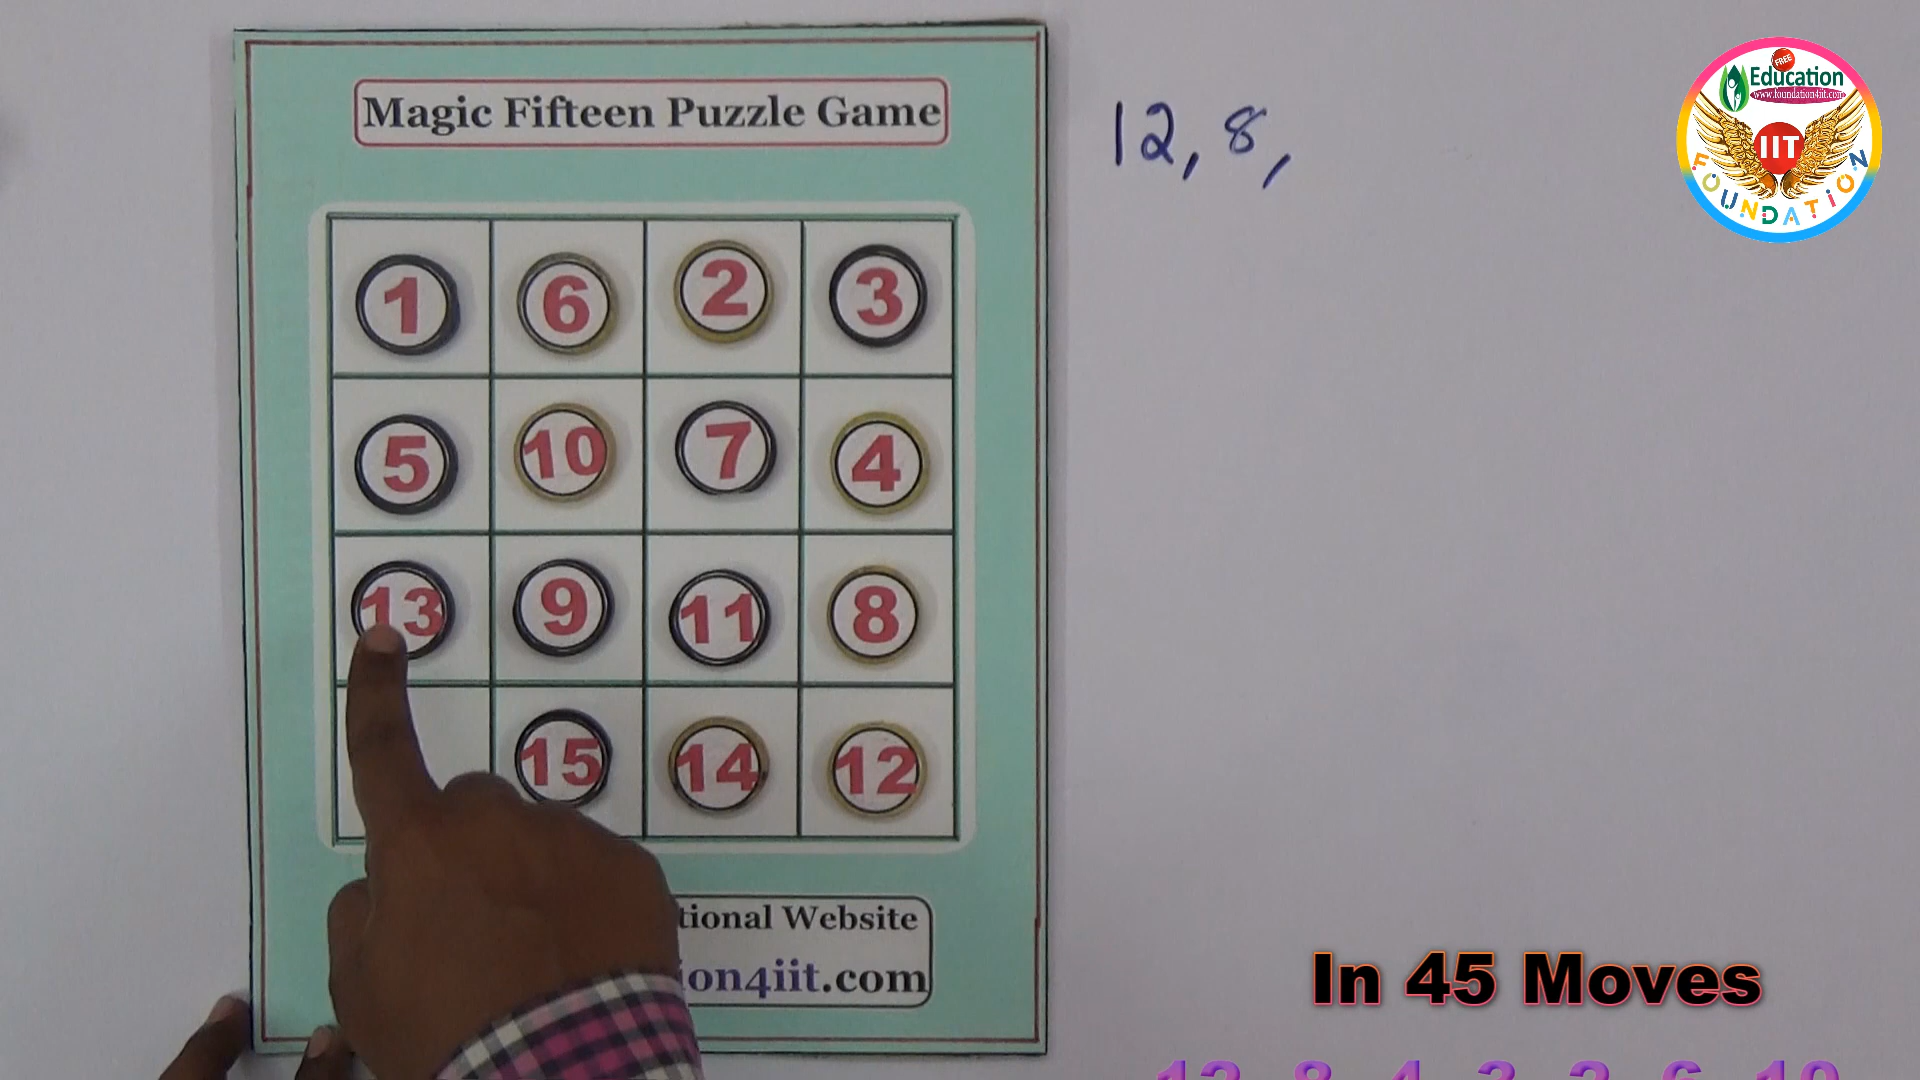 Magic Fifteen Puzzle Game
12, 8,
FREE
Education
www.foundation4iit.com
IIT
FOUNDATION
1 6 2 3
5 10 7 4
13 9 11 8
15 14 12
tional Website
ion4iit.com
In 45 Moves